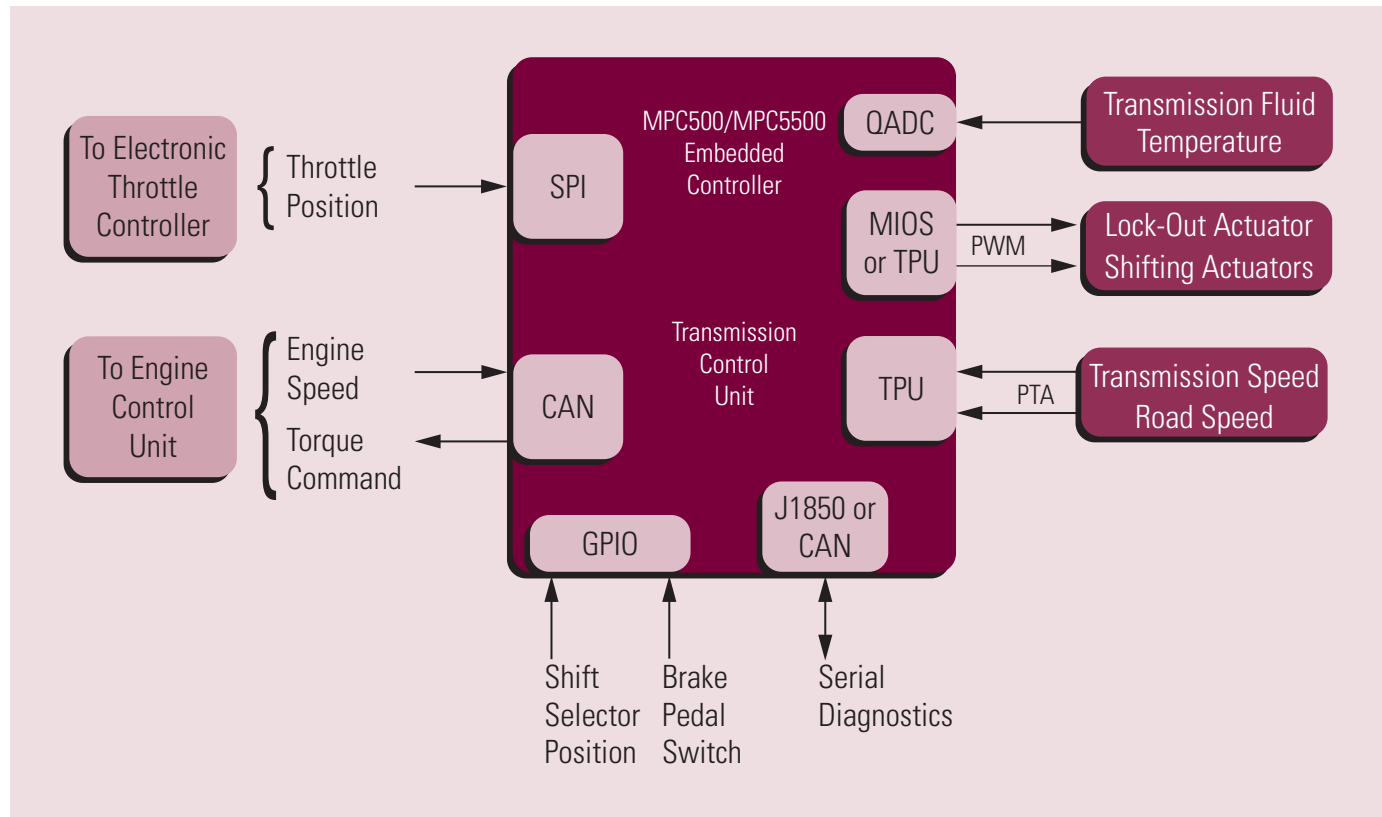 To Electronic
Throttle
Controller
Throttle
Position
SPI
MPC500/MPC5500
Embedded
Controller
QADC
Transmission Fluid
Temperature
MIOS
or TPU
PWM
Lock-Out Actuator
Shifting Actuators
To Engine
Control
Unit
Engine
Speed
Torque
Command
CAN
Transmission
Control
Unit
TPU
PTA
Transmission Speed
Road Speed
GPIO
J1850 or
CAN
Shift
Selector
Position
Brake
Pedal
Switch
Serial
Diagnostics